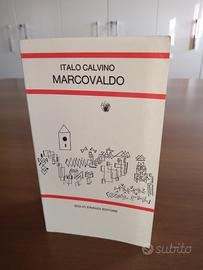 ITALO CALVINO
MARCOVALDO
GIULIO EINAUDI EDITORE
subito